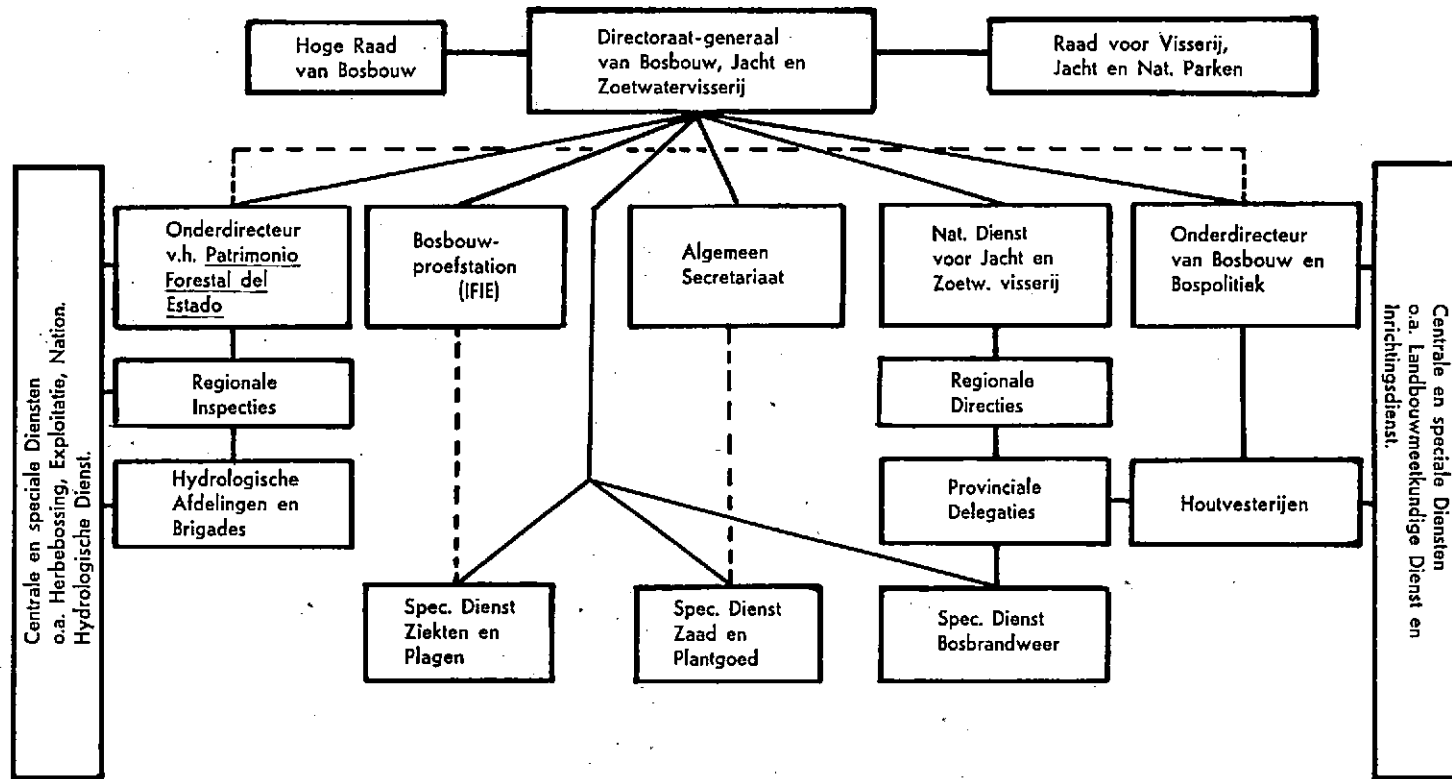 Hoge Raad
van Bosbouw
Directoraat-generaal
van Bosbouw, Jacht en
Zoetwatervisserij
Raad voor Visserij,
Jacht en Nat. Parken
Centrale en speciale Diensten
o.a. Herbebossing, Exploitatie, Nation.
Hydrologische Dienst.
Onderdirecteur
v.h. Patrimonio
Forestal del
Estado
Bosbouw-
proefstation
(IFIE)
Algemeen
Secretariaat
Nat. Dienst
voor Jacht en
Zoetw. visserij
Onderdirecteur
van Bosbouw en
Bospolitiek
Centrale en speciale Diensten
o.a. Landbouwmeetkundige Dienst en
Inrichtingsdienst.
Regionale
Inspecties
Regionale
Directies
Hydrologische
Afdelingen en
Brigades
Provinciale
Delegaties
Houtvesterijen
Spec. Dienst
Ziekten en
Plagen
Spec. Dienst
Zaad en
Plantgoed
Spec. Dienst
Bosbrandweer